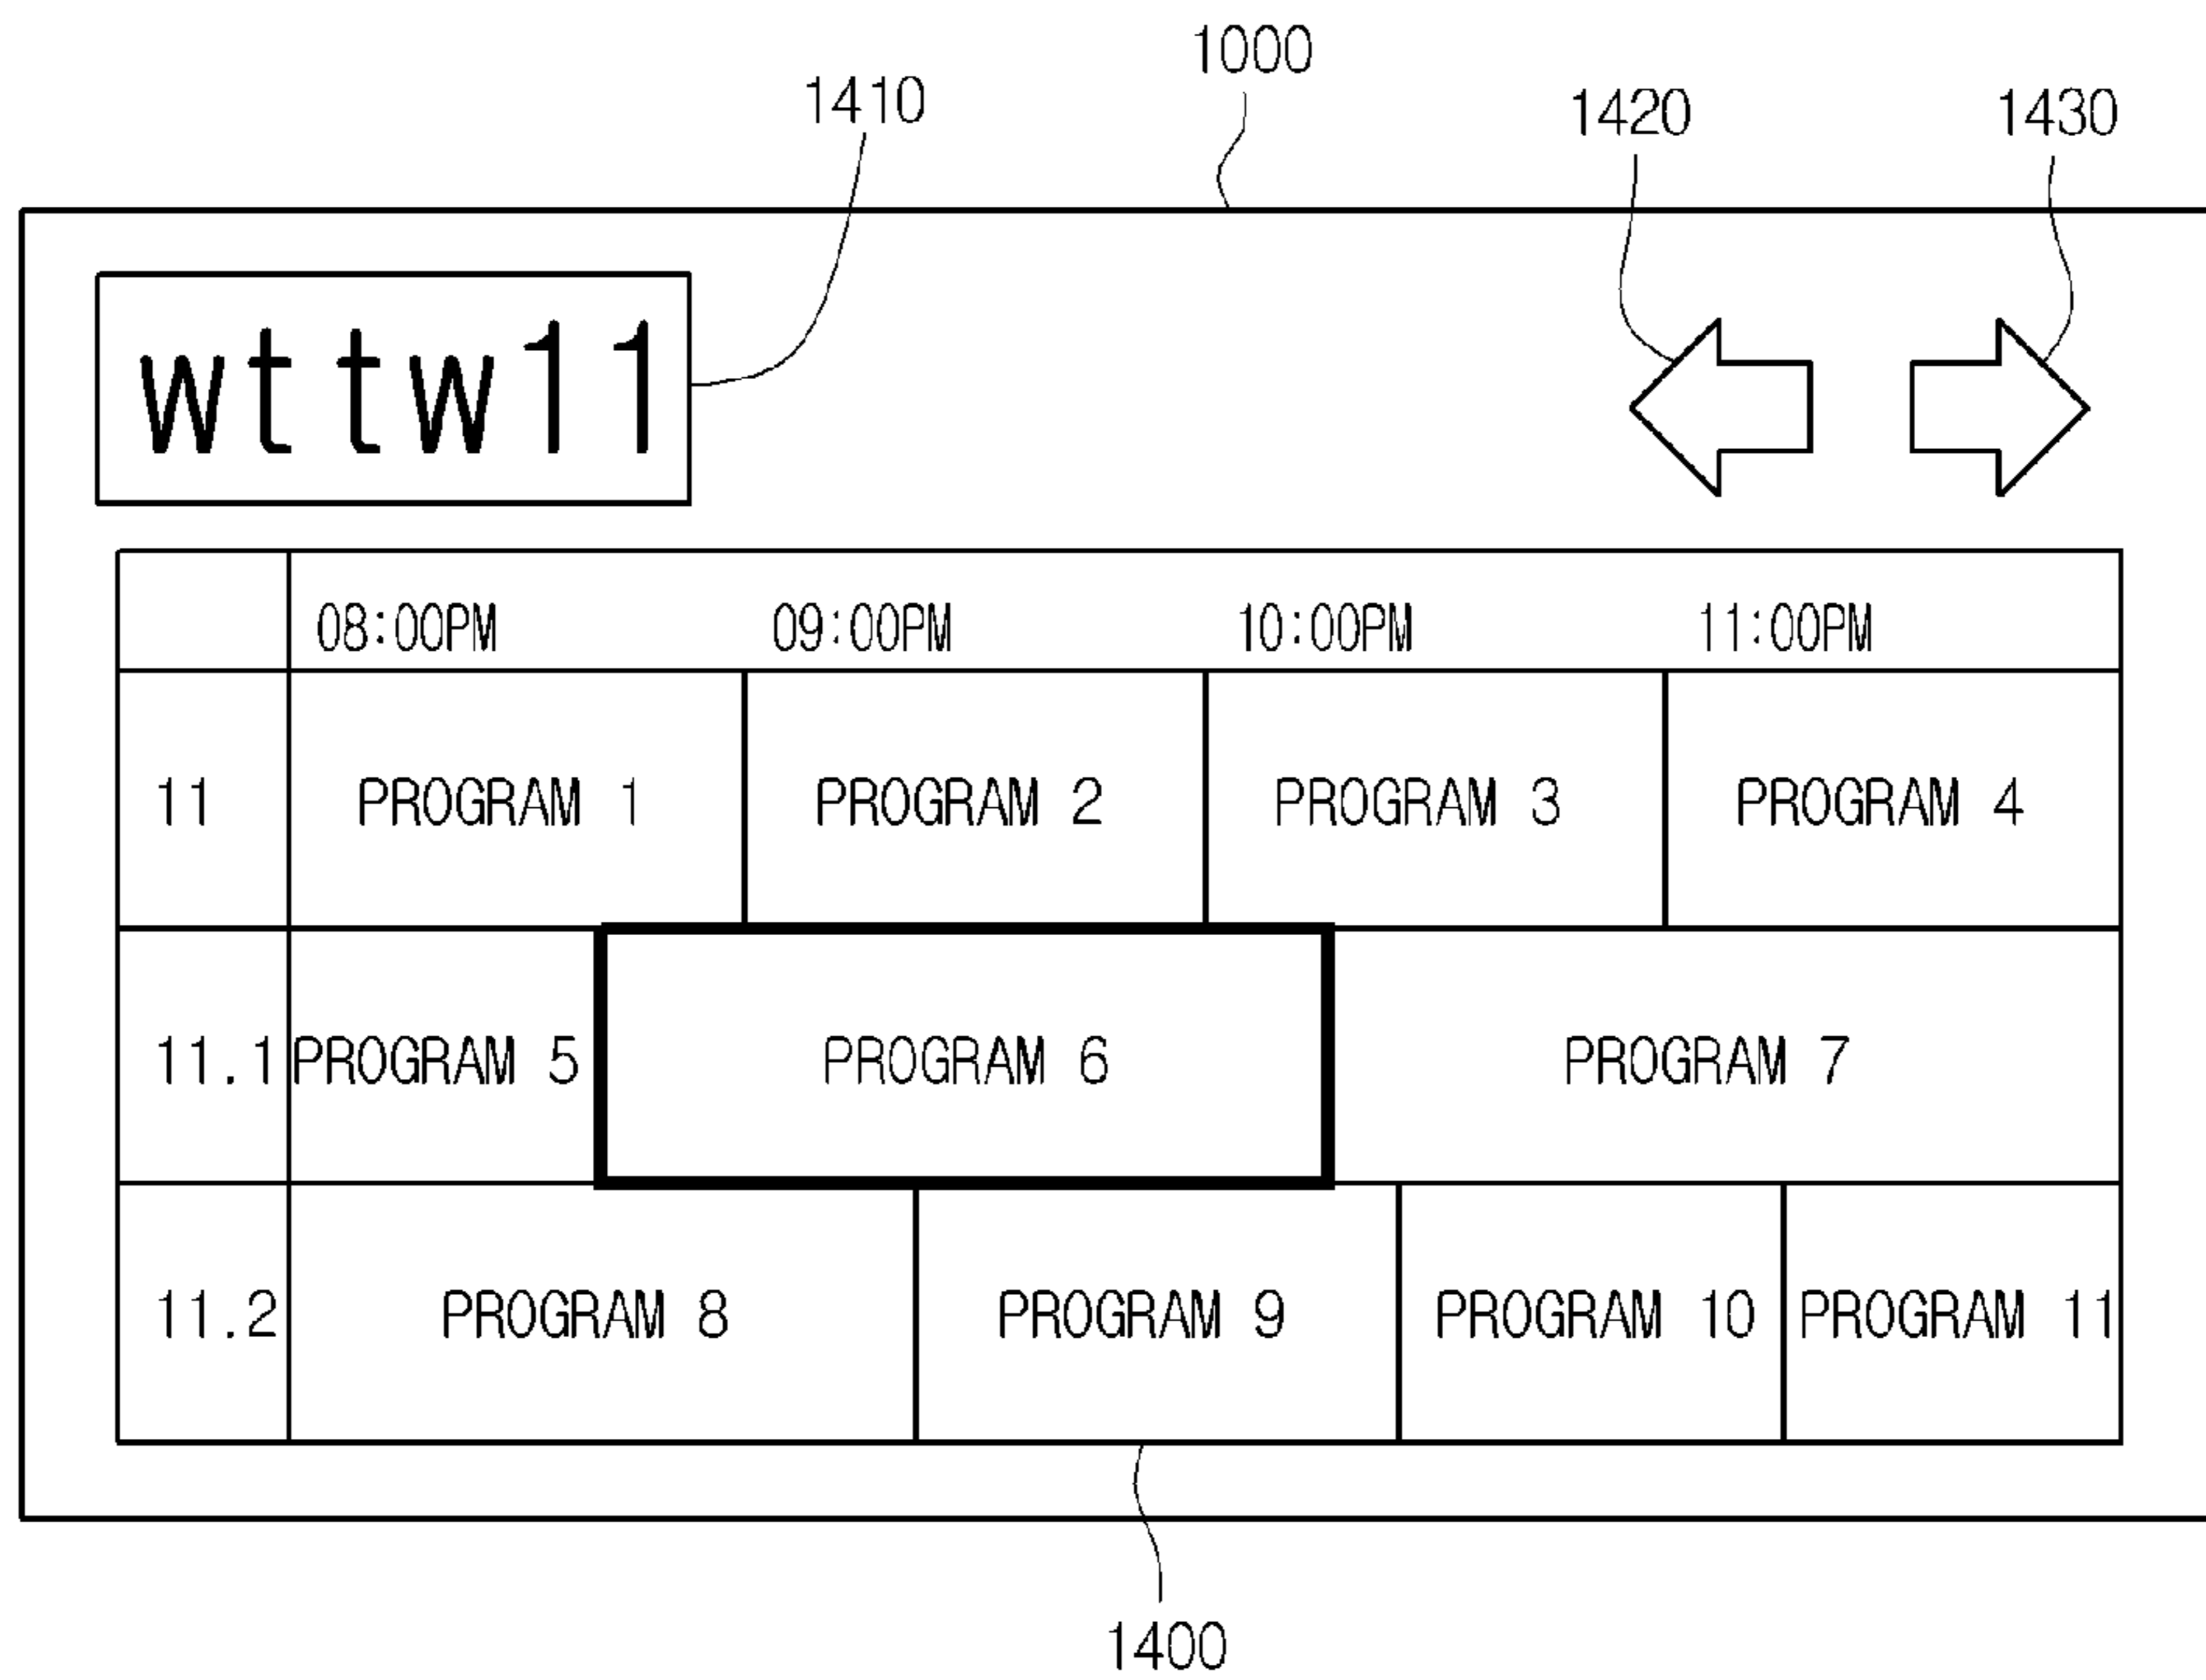 1000
1410
1420
1430
wttw11
08:00PM 09:00PM 10:00PM 11:00PM
11 PROGRAM 1 PROGRAM 2 PROGRAM 3 PROGRAM 4
11.1 PROGRAM 5 PROGRAM 6 PROGRAM 7
11.2 PROGRAM 8 PROGRAM 9 PROGRAM 10 PROGRAM 11
1400